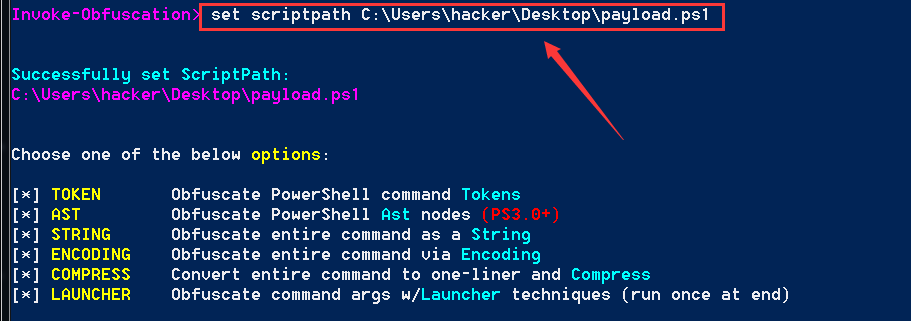 Invoke-Obfuscation> set scriptpath C:\Users\hacker\Desktop\payload.ps1
Successfully set ScriptPath:
C:\Users\hacker\Desktop\payload.ps1
Choose one of the below options:
[*] TOKEN Obfuscate PowerShell command Tokens
[*] AST Obfuscate PowerShell Ast nodes (PS3.0+)
[*] STRING Obfuscate entire command as a String
[*] ENCODING Obfuscate entire command via Encoding
[*] COMPRESS Convert entire command to one-liner and Compress
[*] LAUNCHER Obfuscate command args w/Launcher techniques (run once at end)